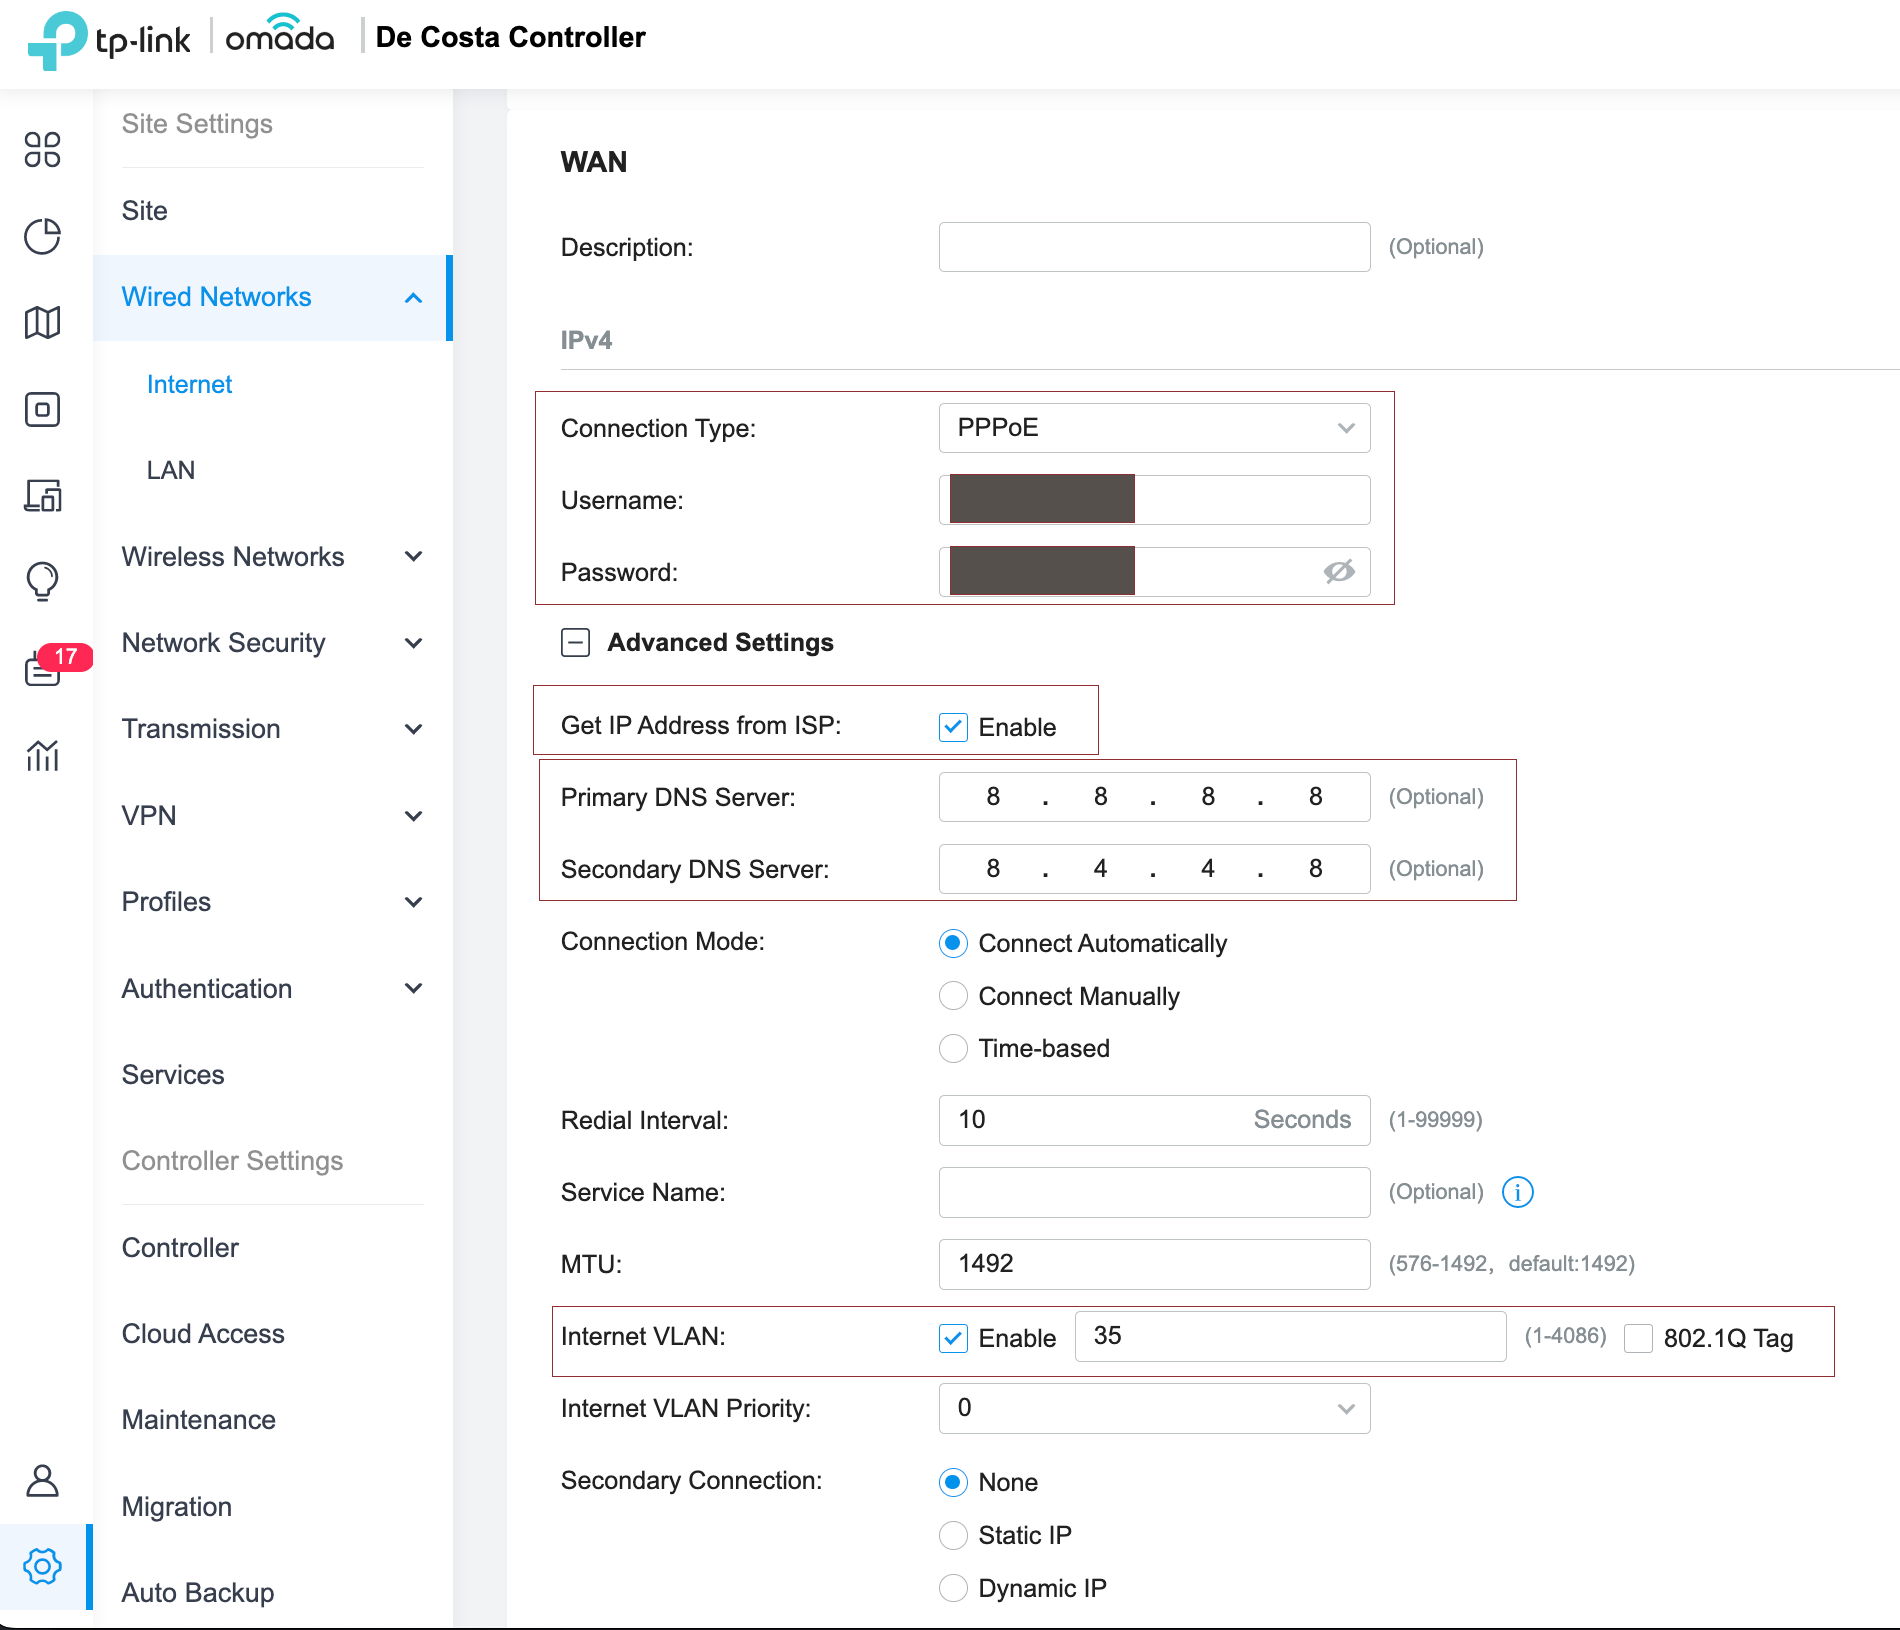 tp-link | omada | De Costa Controller
Site Settings
Site
Wired Networks
Internet
LAN
Wireless Networks
Network Security
Transmission
VPN
Profiles
Authentication
Services
Controller Settings
Controller
Cloud Access
Maintenance
Migration
Auto Backup
17
WAN
Description: (Optional)
IPv4
Connection Type: PPPoE
Username:
Password:
Advanced Settings
Get IP Address from ISP: Enable
Primary DNS Server: 8 . 8 . 8 . 8 (Optional)
Secondary DNS Server: 8 . 4 . 4 . 8 (Optional)
Connection Mode: Connect Automatically
Connect Manually
Time-based
Redial Interval: 10 Seconds (1-99999)
Service Name: (Optional)
MTU: 1492 (576-1492, default:1492)
Internet VLAN: Enable 35 (1-4086) 802.1Q Tag
Internet VLAN Priority: 0
Secondary Connection: None
Static IP
Dynamic IP